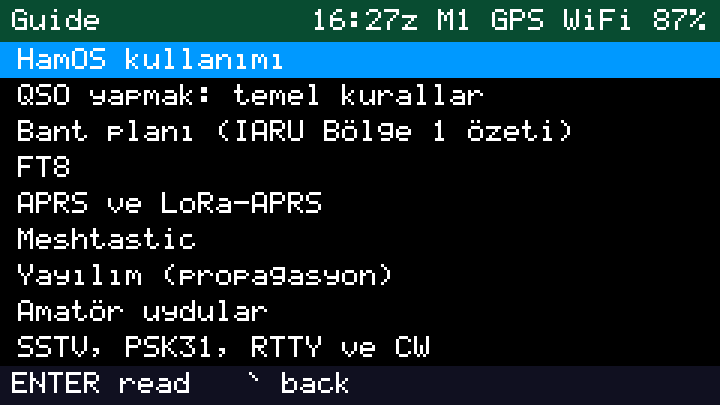 Guide 16:27z M1 GPS WiFi 87%
HamOS kullanımı
QSO yapmak: temel kurallar
Bant planı (IARU Bölge 1 özeti)
FT8
APRS ve LoRa-APRS
Meshtastic
Yayılım (propagasyon)
Amatör uydular
SSTV, PSK31, RTTY ve CW
ENTER read ` back